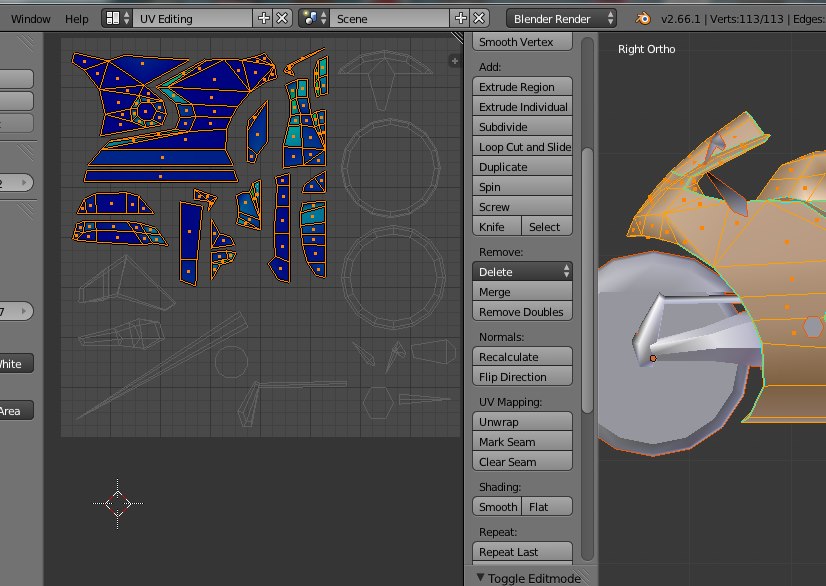 Window Help UV Editing Scene Blender Render v2.66.1 | Verts:113/113 | Edges:
Smooth Vertex
Right Ortho
Add:
Extrude Region
Extrude Individual
Subdivide
Loop Cut and Slide
Duplicate
Spin
Screw
Knife Select
Remove:
Delete
Merge
Remove Doubles
Normals:
Recalculate
Flip Direction
UV Mapping:
Unwrap
Mark Seam
Clear Seam
Shading:
Smooth Flat
Repeat:
Repeat Last
Toggle Editmode
2
7
White
Area